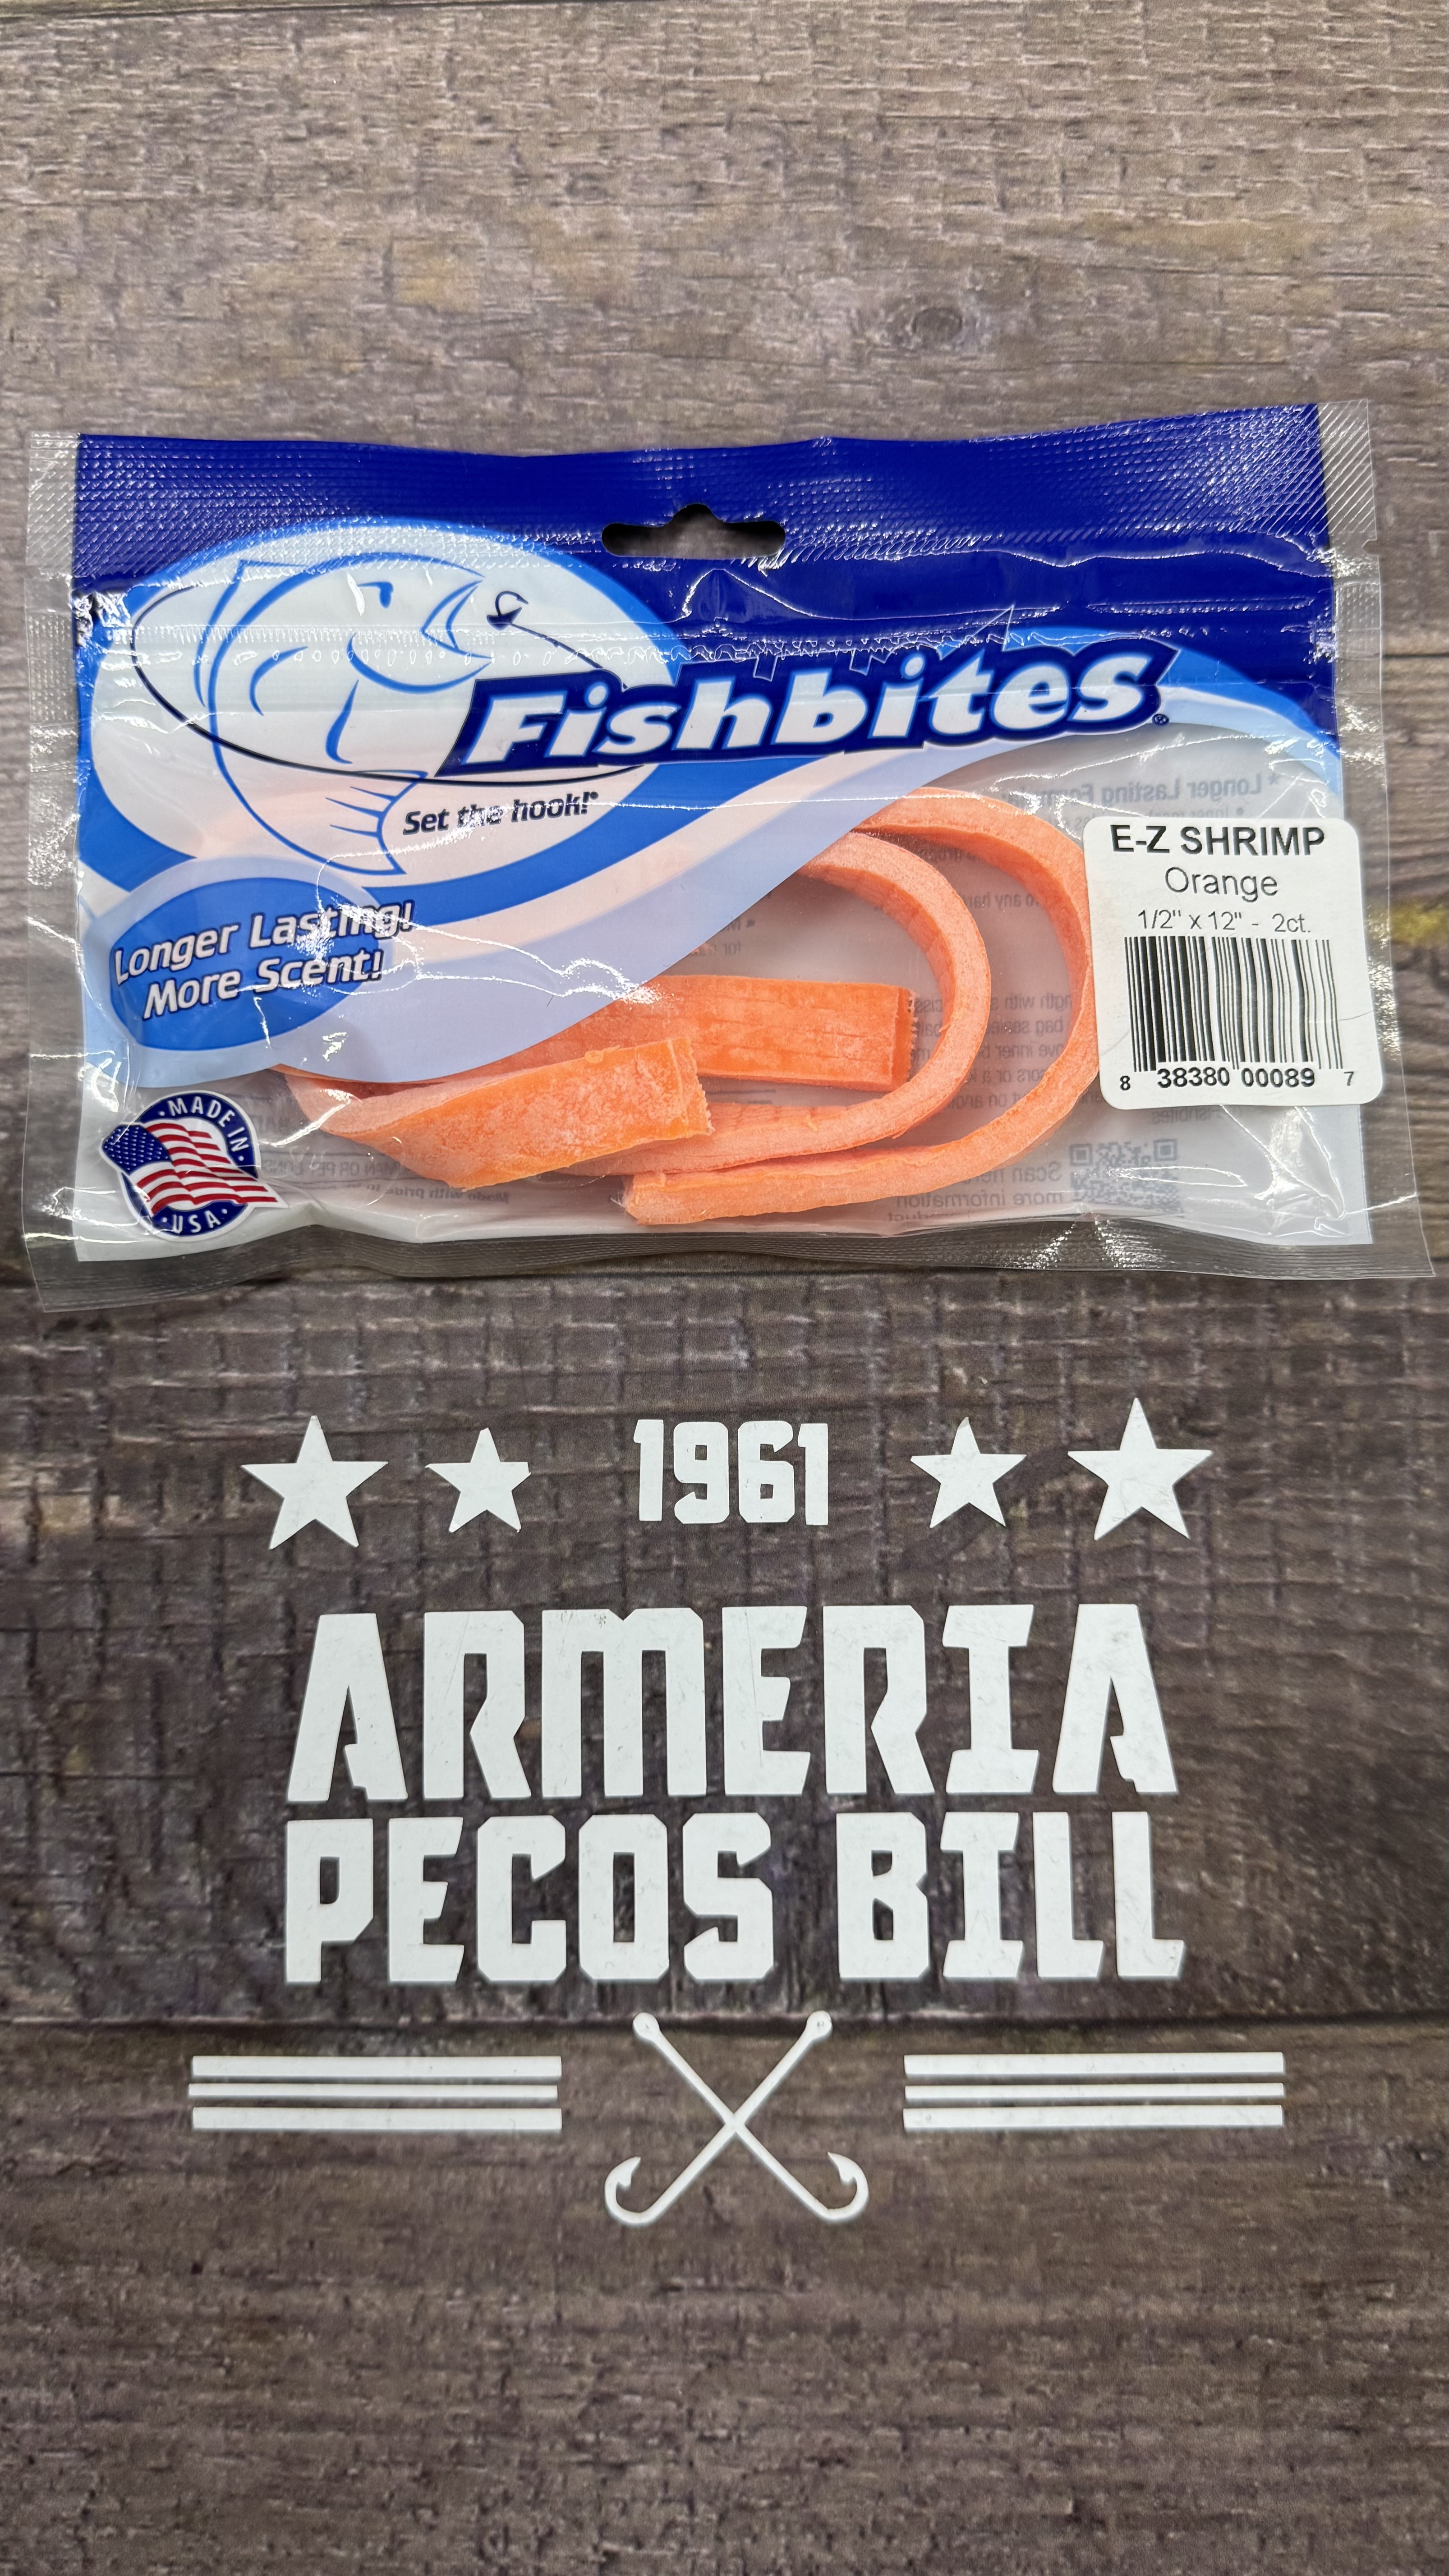 Fishbites®
Set the hook!®
Longer Lasting!
More Scent!
E-Z SHRIMP
Orange
1/2" x 12" - 2ct.
8 38380 00089 7
MADE IN
USA
1961
ARMERIA
PECOS BILL